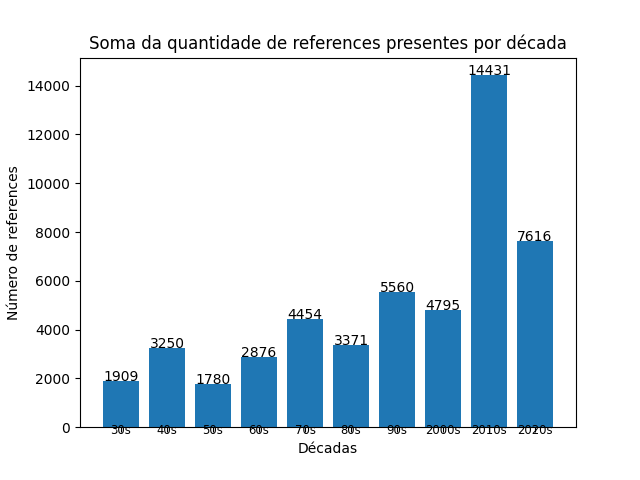 Soma da quantidade de references presentes por década
Número de references
14000
12000
10000
8000
6000
4000
2000
0
1909
3250
1780
2876
4454
3371
5560
4795
14431
7616
30s
40s
50s
60s
70s
80s
90s
2000s
2010s
2020s
Décadas